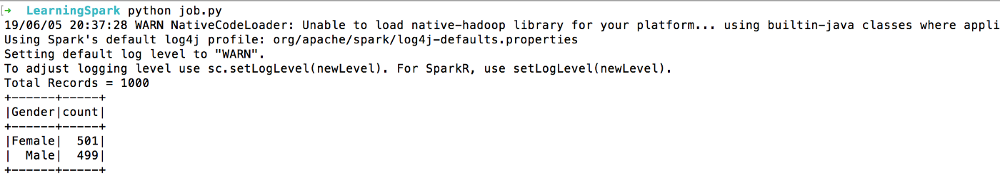 [→  LearningSpark python job.py
19/06/05 20:37:28 WARN NativeCodeLoader: Unable to load native-hadoop library for your platform... using builtin-java classes where appli
Using Spark's default log4j profile: org/apache/spark/log4j-defaults.properties
Setting default log level to "WARN".
To adjust logging level use sc.setLogLevel(newLevel). For SparkR, use setLogLevel(newLevel).
Total Records = 1000
+------+-----+
|Gender|count|
+------+-----+
|Female|  501|
|  Male|  499|
+------+-----+